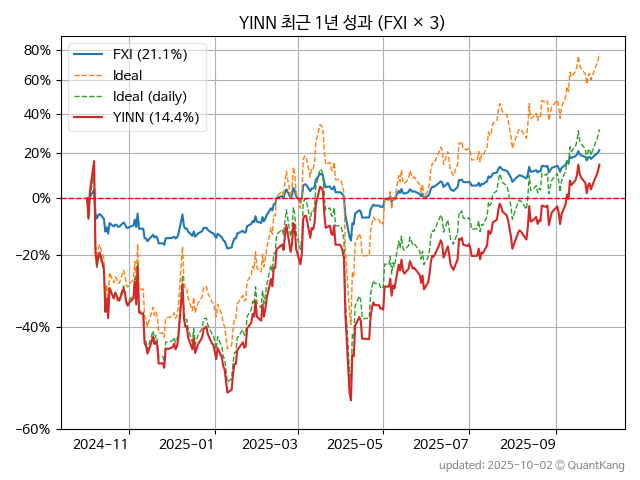 YINN 최근 1년 성과 (FXI × 3)
FXI (21.1%)
Ideal
Ideal (daily)
YINN (14.4%)
80%
60%
40%
20%
0%
−20%
−40%
−60%
2024-11 2025-01 2025-03 2025-05 2025-07 2025-09
updated: 2025-10-02 © QuantKang